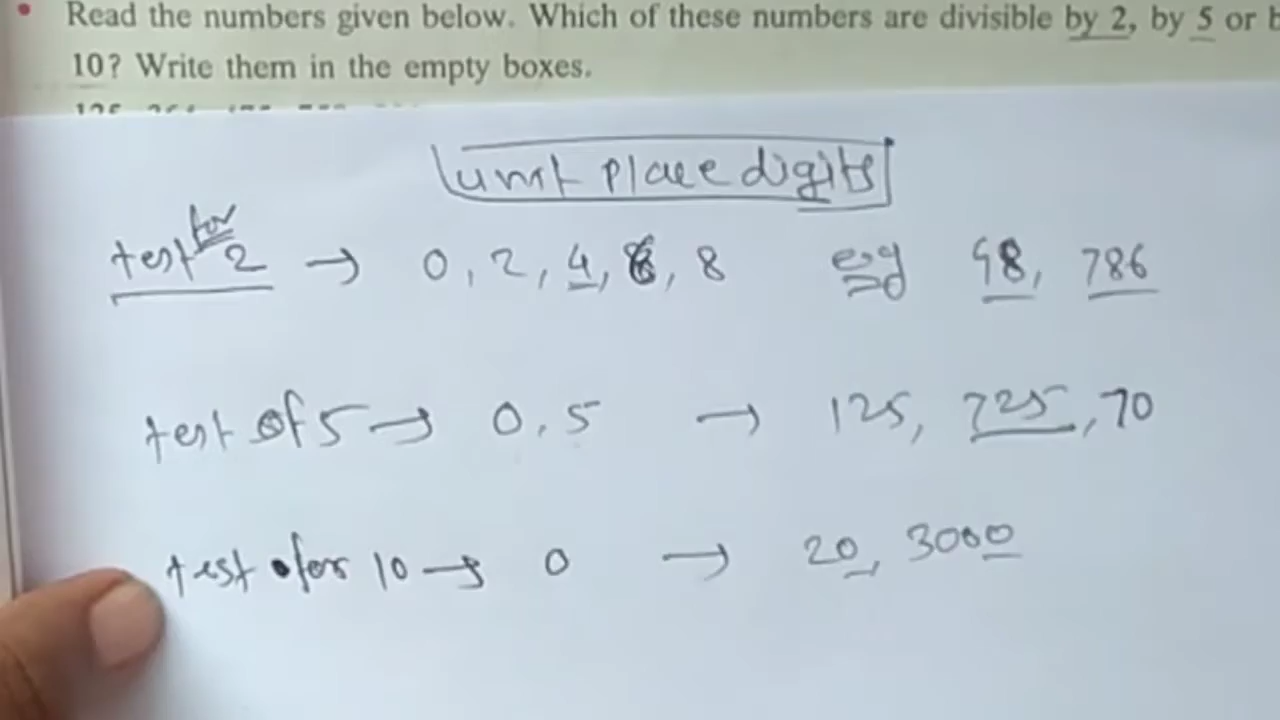 • Read the numbers given below. Which of these numbers are divisible by 2, by 5 or b
10? Write them in the empty boxes.
unit place digits
test for 2 → 0, 2, 4, 6, 8 eg 98, 786
test of 5 → 0, 5 → 125, 725, 70
test for 10 → 0 → 20, 3000